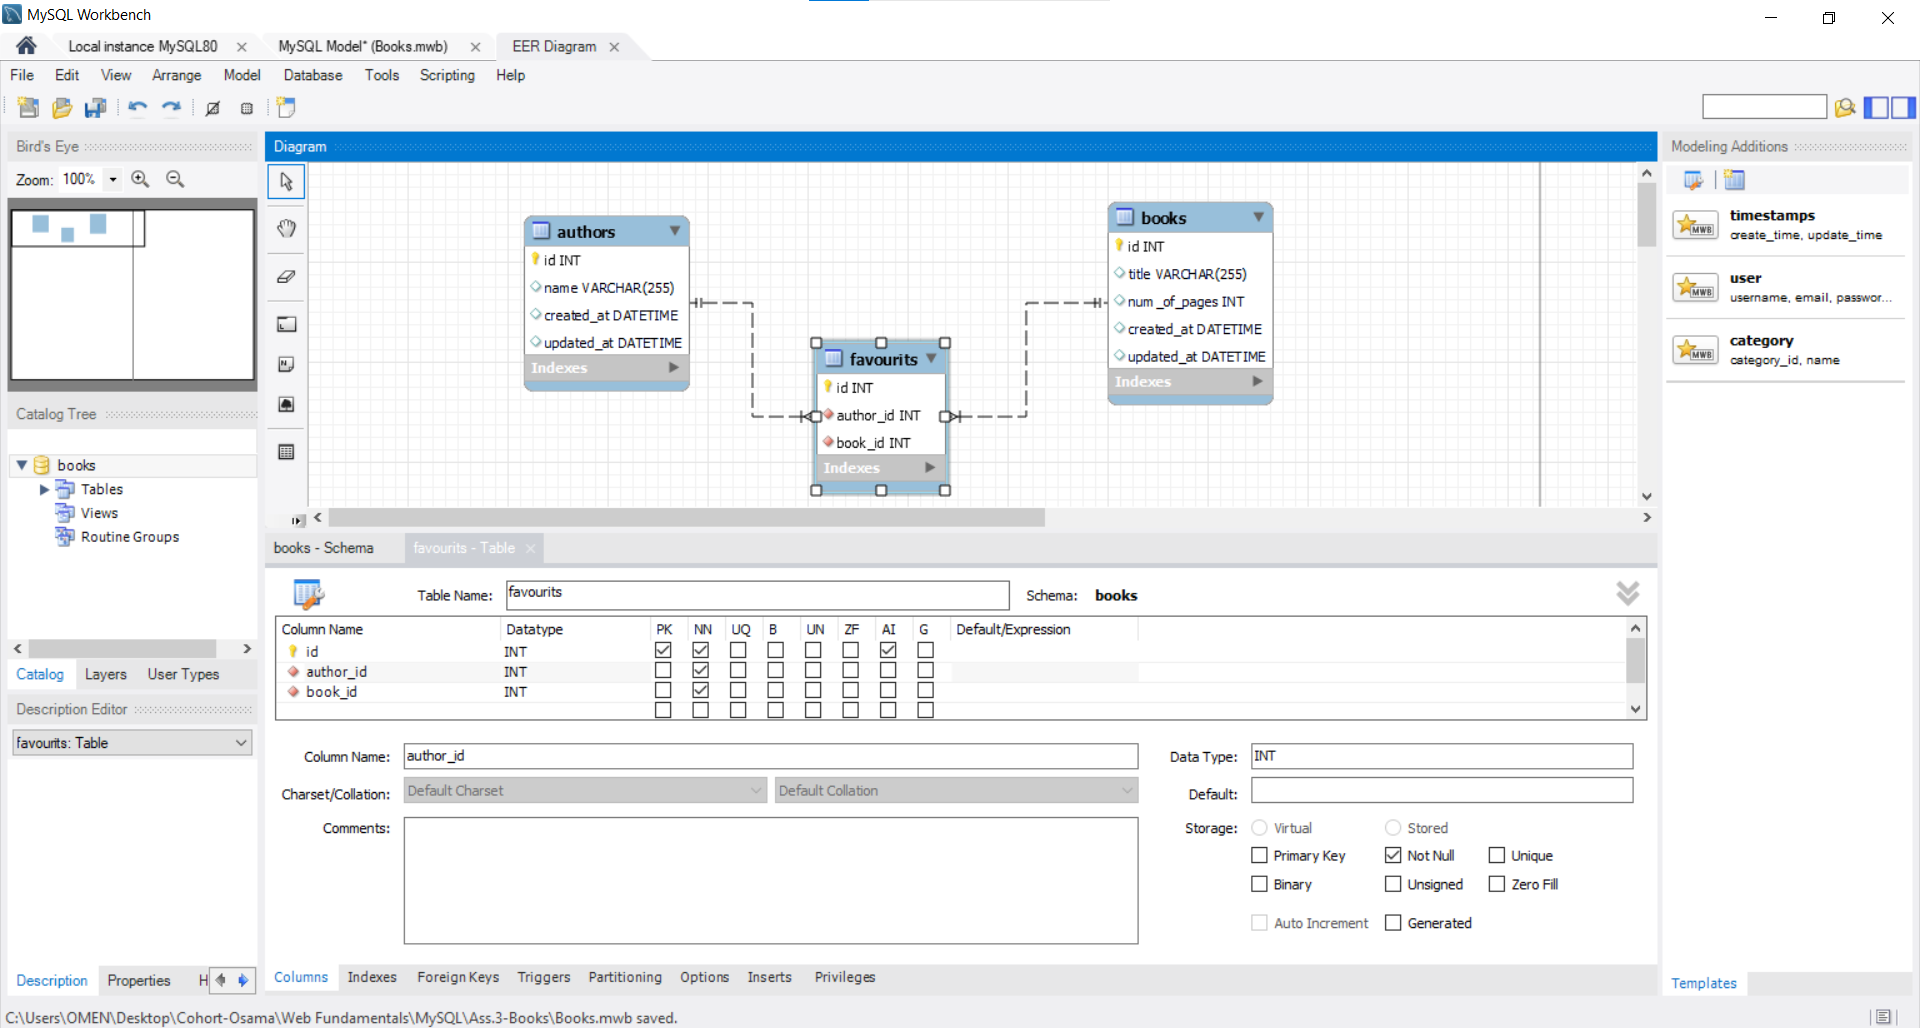 MySQL Workbench
Local instance MySQL80
MySQL Model* (Books.mwb)
EER Diagram
File Edit View Arrange Model Database Tools Scripting Help
Bird's Eye
Zoom: 100%
Diagram
authors
id INT
name VARCHAR(255)
created_at DATETIME
updated_at DATETIME
Indexes
favourits
id INT
author_id INT
book_id INT
Indexes
books
id INT
title VARCHAR(255)
num _of_pages INT
created_at DATETIME
updated_at DATETIME
Indexes
Modeling Additions
MWB
timestamps
create_time, update_time
MWB
user
username, email, passwor...
MWB
category
category_id, name
Templates
Catalog Tree
books
Tables
Views
Routine Groups
Catalog Layers User Types
Description Editor
favourits: Table
Description Properties H
books - Schema
favourits - Table
Table Name: favourits
Schema: books
Column Name Datatype PK NN UQ B UN ZF AI G Default/Expression
id INT
author_id INT
book_id INT
Column Name: author_id
Data Type: INT
Charset/Collation: Default Charset Default Collation
Default:
Comments:
Storage: Virtual Stored
Primary Key Not Null Unique
Binary Unsigned Zero Fill
Auto Increment Generated
Columns Indexes Foreign Keys Triggers Partitioning Options Inserts Privileges
C:\Users\OMEN\Desktop\Cohort-Osama\Web Fundamentals\MySQL\Ass.3-Books\Books.mwb saved.